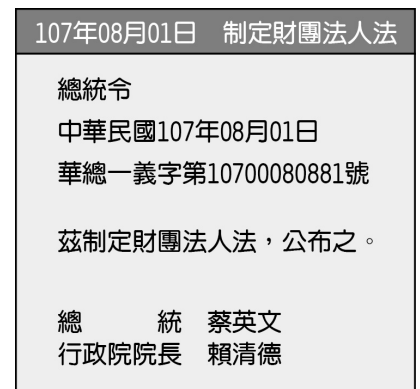 107年08月01日　制定財團法人法
總統令
中華民國107年08月01日
華總一義字第10700080881號
茲制定財團法人法，公布之。
總　　　統　蔡英文
行政院院長　賴清德